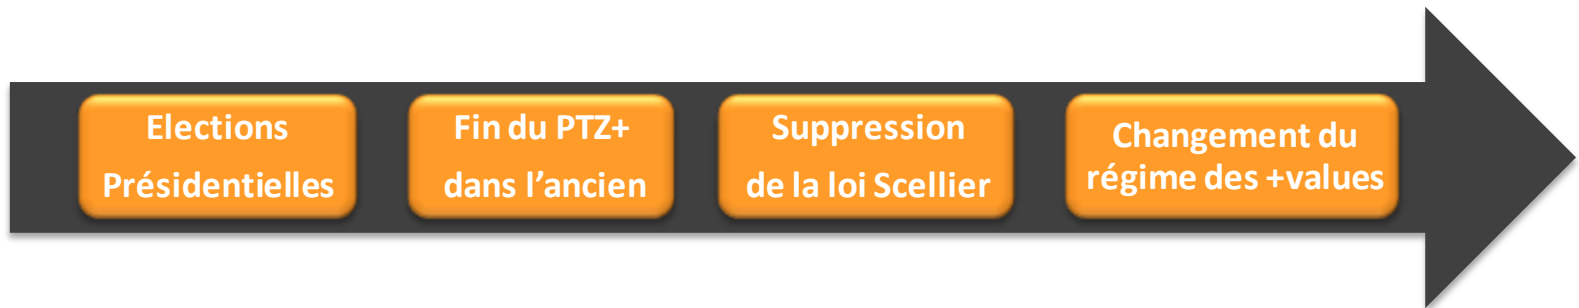 Elections
Présidentielles
Fin du PTZ+
dans l’ancien
Suppression
de la loi Scellier
Changement du
régime des +values